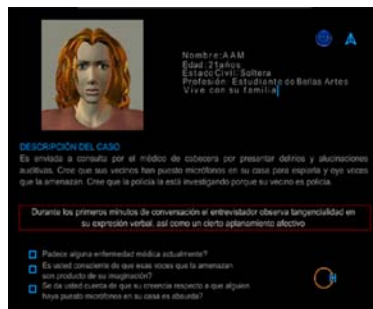 Nombre:AAM
Edad:21años
EstadoCivil: Soltera
Profesión: Estudiante de Bellas Artes
Vive con su familia
DESCRIPCIÓN DEL CASO
Es enviada a consulta por el médico de cabecera por presentar delirios y alucinaciones
auditivas. Cree que sus vecinos han puesto micrófonos en su casa para espiarla y oye voces
que la amenazan. Cree que la policía la está investigando porque su vecino es policía.
Durante los primeros minutos de conversación el entrevistador observa tangencialidad en
su expresión verbal, así como un cierto aplanamiento afectivo
Padece alguna enfermedad médica actualmente?
Es usted consciente de que esas voces que la amenazan
son producto de su imaginación?
Se da usted cuenta de que su creencia respecto a que alguien
haya puesto micrófonos en su casa es absurda?